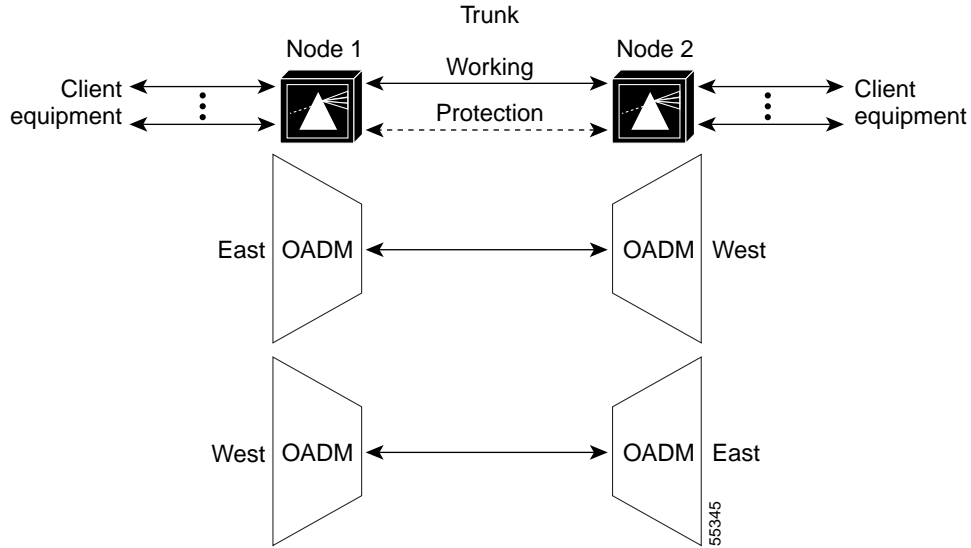 Trunk
Node 1
Node 2
Working
Client
equipment
Protection
Client
equipment
East
OADM
OADM
West
West
OADM
OADM
East
55345